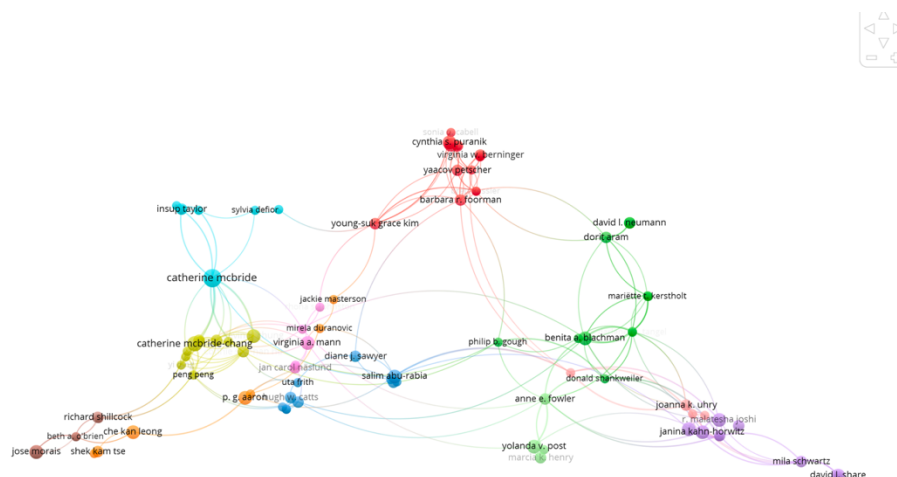 cynthia s. puranik
virginia w. berninger
yaacov petscher
barbara r. foorman
insup taylor
sylvia defior
young-suk grace kim
david l. neumann
dorit aram
catherine mcbride
jackie masterson
mariëtte t. kerstholt
mirela duranovic
catherine mcbride-chang
virginia a. mann
philip b. gough
benita a. blachman
diane j. sawyer
jan carol naslund
peng peng
salim abu-rabia
donald shankweiler
uta frith
p. g. aaron
hugh w. catts
anne e. fowler
joanna k. uhry
richard shillcock
r. malatesha joshi
che kan leong
janina kahn-horwitz
beth a. o'brien
jose morais
shek kam tse
yolanda v. post
marcia k. henry
mila schwartz
david l. share